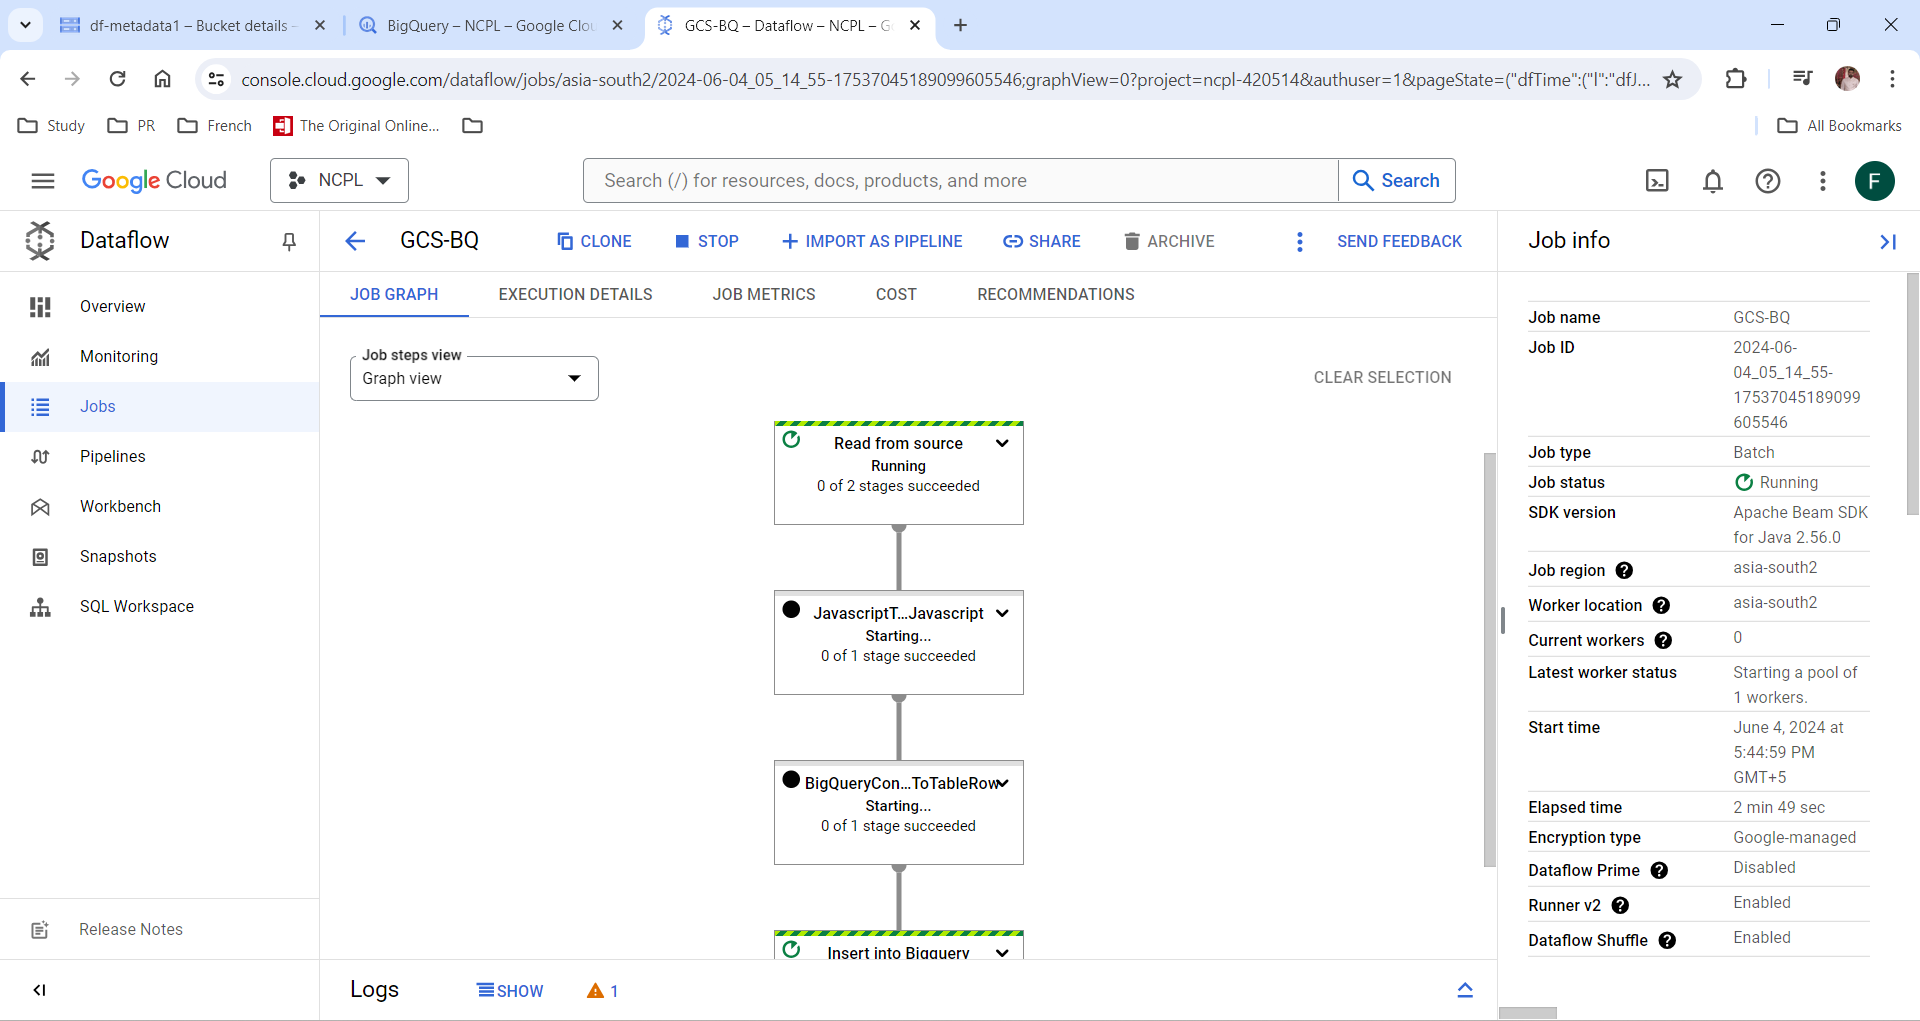 df-metadata1 – Bucket details –
BigQuery – NCPL – Google Clou
GCS-BQ – Dataflow – NCPL – G
console.cloud.google.com/dataflow/jobs/asia-south2/2024-06-04_05_14_55-17537045189099605546;graphView=0?project=ncpl-420514&authuser=1&pageState=("dfTime":("l":"dfJ...
Study
PR
French
The Original Online...
All Bookmarks
Google Cloud
NCPL
Search (/) for resources, docs, products, and more
Search
F
Dataflow
Overview
Monitoring
Jobs
Pipelines
Workbench
Snapshots
SQL Workspace
Release Notes
GCS-BQ
CLONE
STOP
IMPORT AS PIPELINE
SHARE
ARCHIVE
SEND FEEDBACK
JOB GRAPH
EXECUTION DETAILS
JOB METRICS
COST
RECOMMENDATIONS
Job steps view
Graph view
CLEAR SELECTION
Read from source
Running
0 of 2 stages succeeded
JavascriptT...Javascript
Starting...
0 of 1 stage succeeded
BigQueryCon...ToTableRow
Starting...
0 of 1 stage succeeded
Insert into Bigquery
Logs
SHOW
1
Job info
Job name
GCS-BQ
Job ID
2024-06-
04_05_14_55-
17537045189099
605546
Job type
Batch
Job status
Running
SDK version
Apache Beam SDK
for Java 2.56.0
Job region
asia-south2
Worker location
asia-south2
Current workers
0
Latest worker status
Starting a pool of
1 workers.
Start time
June 4, 2024 at
5:44:59 PM
GMT+5
Elapsed time
2 min 49 sec
Encryption type
Google-managed
Dataflow Prime
Disabled
Runner v2
Enabled
Dataflow Shuffle
Enabled